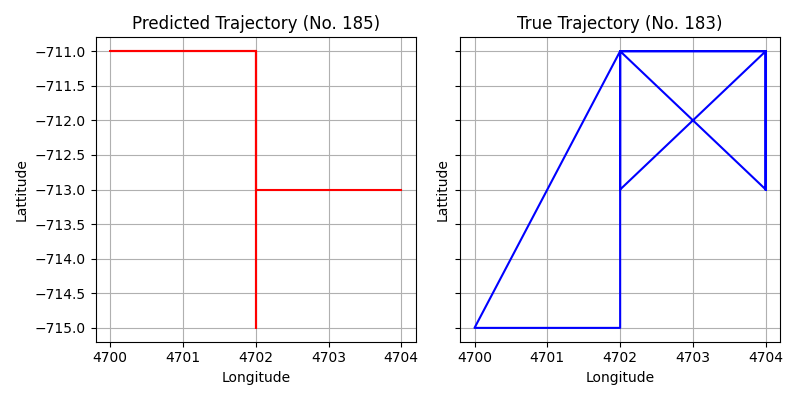 Predicted Trajectory (No. 185)
True Trajectory (No. 183)
−711.0
−711.5
−712.0
−712.5
−713.0
−713.5
−714.0
−714.5
−715.0
Lattitude
Lattitude
4700 4701 4702 4703 4704
4700 4701 4702 4703 4704
Longitude
Longitude